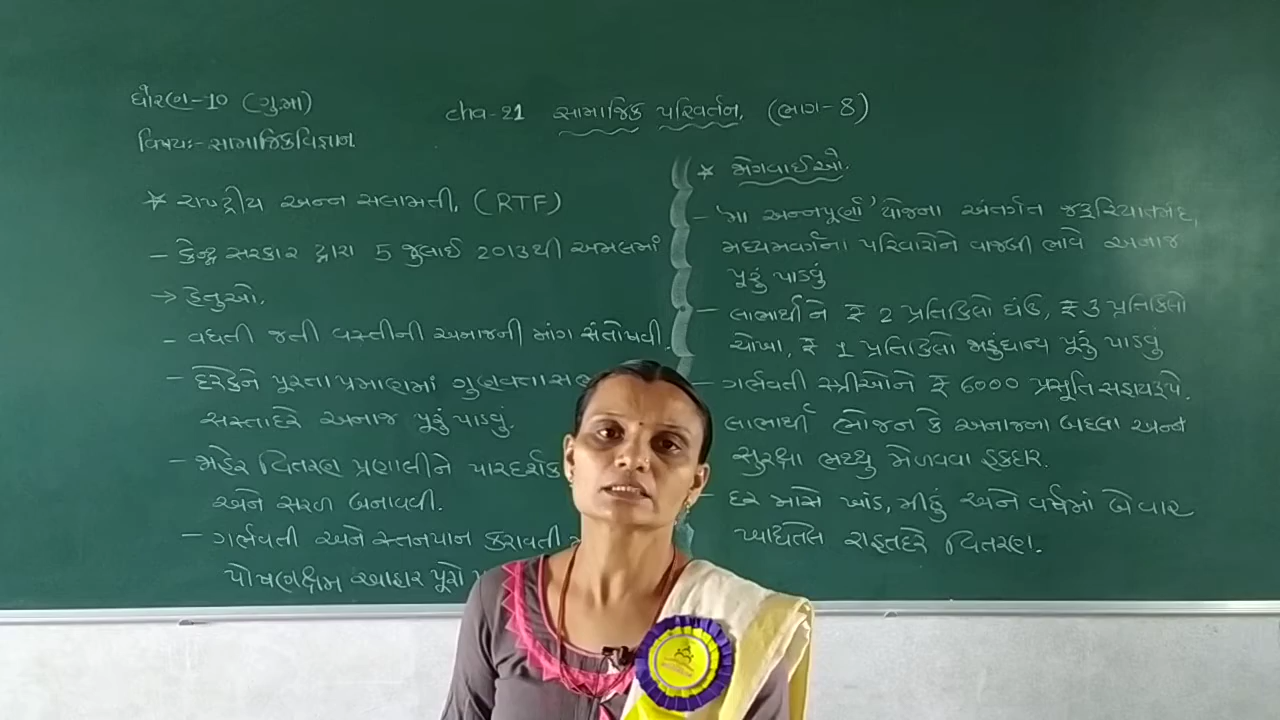 ધોરણ-10 (ગુ.મા)
વિષયઃ- સામાજિકવિજ્ઞાન
cha-21 સામાજિક પરિવર્તન. (ભાગ-8)
★ રાષ્ટ્રીય અન્ન સલામતી. (RTF)
- કેન્દ્ર સરકાર દ્વારા 5 જુલાઈ 2013થી અમલમાં
→ હેતુઓ.
- વધતી જતી વસ્તીની અનાજની માંગ સંતોષવી.
- દરેકને પૂરતા પ્રમાણમાં ગુણવત્તા
સસ્તાદરે અનાજ પૂરું પાડવું.
- જાહેર વિતરણ પ્રણાલીને પારદર્શક
અને સરળ બનાવવી.
- ગર્ભવતી અને સ્તનપાન કરાવતી
પોષણક્ષમ આહાર પૂરો
★ જોગવાઈઓ.
- 'મા અન્નપૂર્ણા' યોજના અંતર્ગત જરૂરિયાતમંદ,
મધ્યમવર્ગના પરિવારોને વાજબી ભાવે અનાજ
પૂરું પાડવું
- લાભાર્થીને ₹ 2 પ્રતિકિલો ઘઉં, ₹ 3 પ્રતિકિલો
ચોખા, ₹ 1 પ્રતિકિલો જાડુંધાન્ય પૂરું પાડવું
- ગર્ભવતી સ્ત્રીઓને ₹ 6000 પ્રસૂતિ સહાયરૂપે.
લાભાર્થી ભોજન કે અનાજના બદલા અન્ન
સુરક્ષા ભથ્થુ મેળવવા હકદાર.
- દર માસે ખાંડ, મીઠું અને વર્ષમાં બે વાર
ખાદ્યતેલ રાહતદરે વિતરણ.